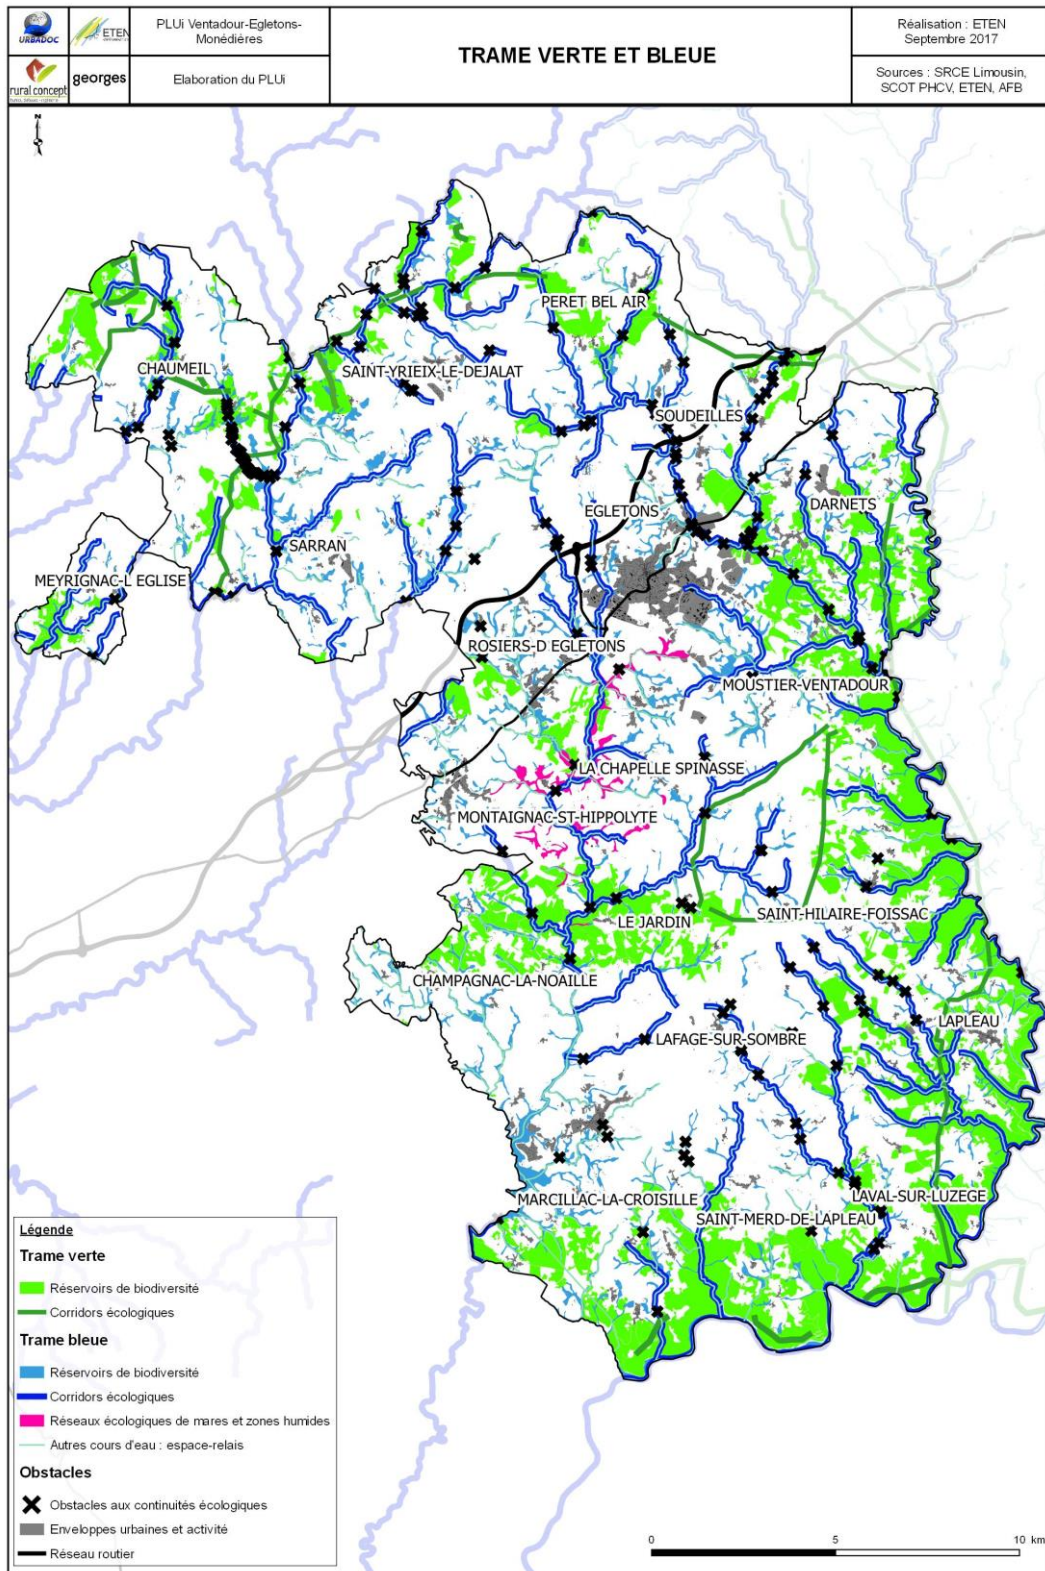 URBADOC
ETEN
PLUi Ventadour-Egletons-
Monédières
rural concept
georges
Elaboration du PLUi
TRAME VERTE ET BLEUE
Réalisation : ETEN
Septembre 2017
Sources : SRCE Limousin,
SCOT PHCV, ETEN, AFB
N
PERET BEL AIR
CHAUMEIL
SAINT-YRIEIX-LE-DEJALAT
SOUDEILLES
EGLETONS
DARNETS
SARRAN
MEYRIGNAC-L EGLISE
ROSIERS-D EGLETONS
MOUSTIER-VENTADOUR
LA CHAPELLE SPINASSE
MONTAIGNAC-ST-HIPPOLYTE
LE JARDIN
SAINT-HILAIRE-FOISSAC
CHAMPAGNAC-LA-NOAILLE
LAPLEAU
LAFAGE-SUR-SOMBRE
MARCILLAC-LA-CROISILLE
LAVAL-SUR-LUZEGE
SAINT-MERD-DE-LAPLEAU
Légende
Trame verte
Réservoirs de biodiversité
Corridors écologiques
Trame bleue
Réservoirs de biodiversité
Corridors écologiques
Réseaux écologiques de mares et zones humides
Autres cours d'eau : espace-relais
Obstacles
Obstacles aux continuités écologiques
Enveloppes urbaines et activité
Réseau routier
0 5 10 km